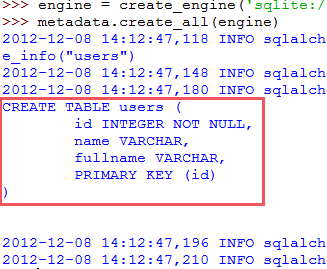 >>> engine = create_engine('sqlite:/
>>> metadata.create_all(engine)
2012-12-08 14:12:47,118 INFO sqlalch
e_info("users")
2012-12-08 14:12:47,148 INFO sqlalch
2012-12-08 14:12:47,180 INFO sqlalch
CREATE TABLE users (
        id INTEGER NOT NULL,
        name VARCHAR,
        fullname VARCHAR,
        PRIMARY KEY (id)
)
2012-12-08 14:12:47,196 INFO sqlalch
2012-12-08 14:12:47,210 INFO sqlalch